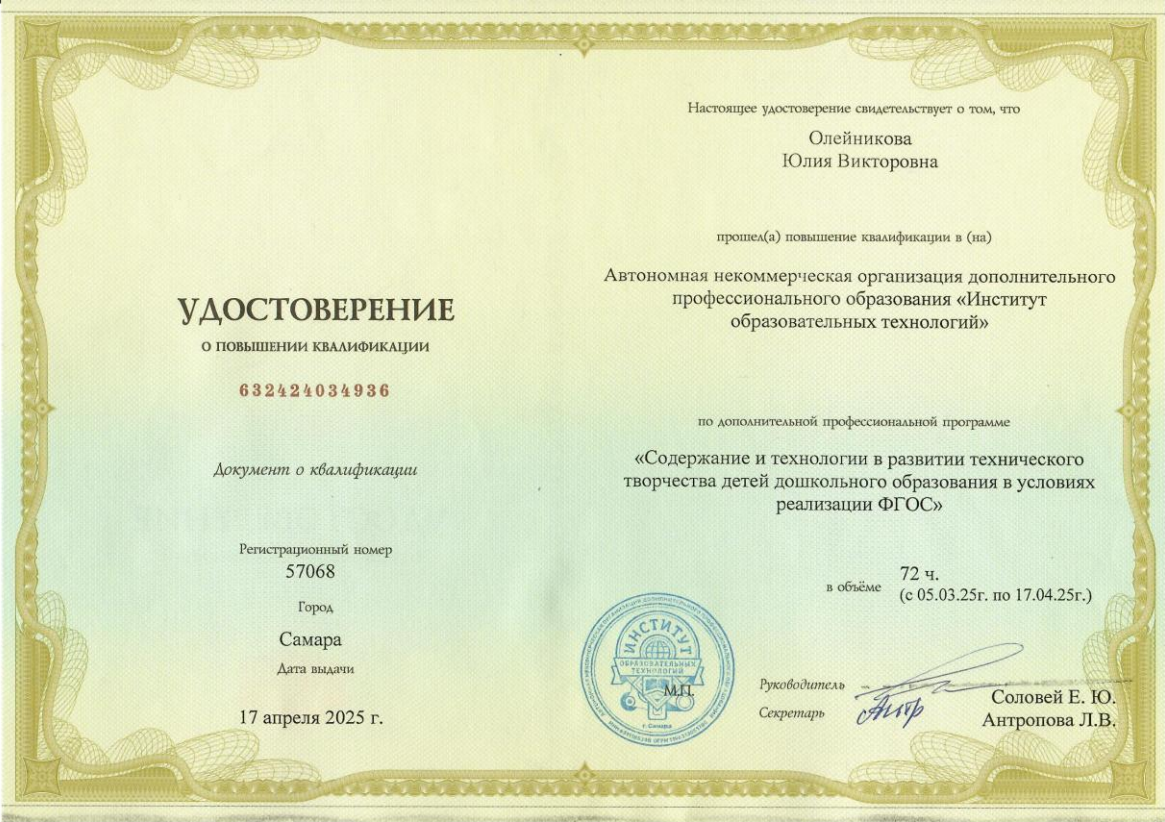 УДОСТОВЕРЕНИЕ
О ПОВЫШЕНИИ КВАЛИФИКАЦИИ
632424034936
Документ о квалификации
Регистрационный номер
57068
Город
Самара
Дата выдачи
17 апреля 2025 г.
Настоящее удостоверение свидетельствует о том, что
Олейникова
Юлия Викторовна
прошел(а) повышение квалификации в (на)
Автономная некоммерческая организация дополнительного
профессионального образования «Институт
образовательных технологий»
по дополнительной профессиональной программе
«Содержание и технологии в развитии технического
творчества детей дошкольного образования в условиях
реализации ФГОС»
в объёме 72 ч.
(с 05.03.25г. по 17.04.25г.)
ИНСТИТУТ
ОБРАЗОВАТЕЛЬНЫХ
ТЕХНОЛОГИЙ
г. Самара
М.П.
Руководитель
Соловей Е. Ю.
Секретарь
Антропова Л.В.